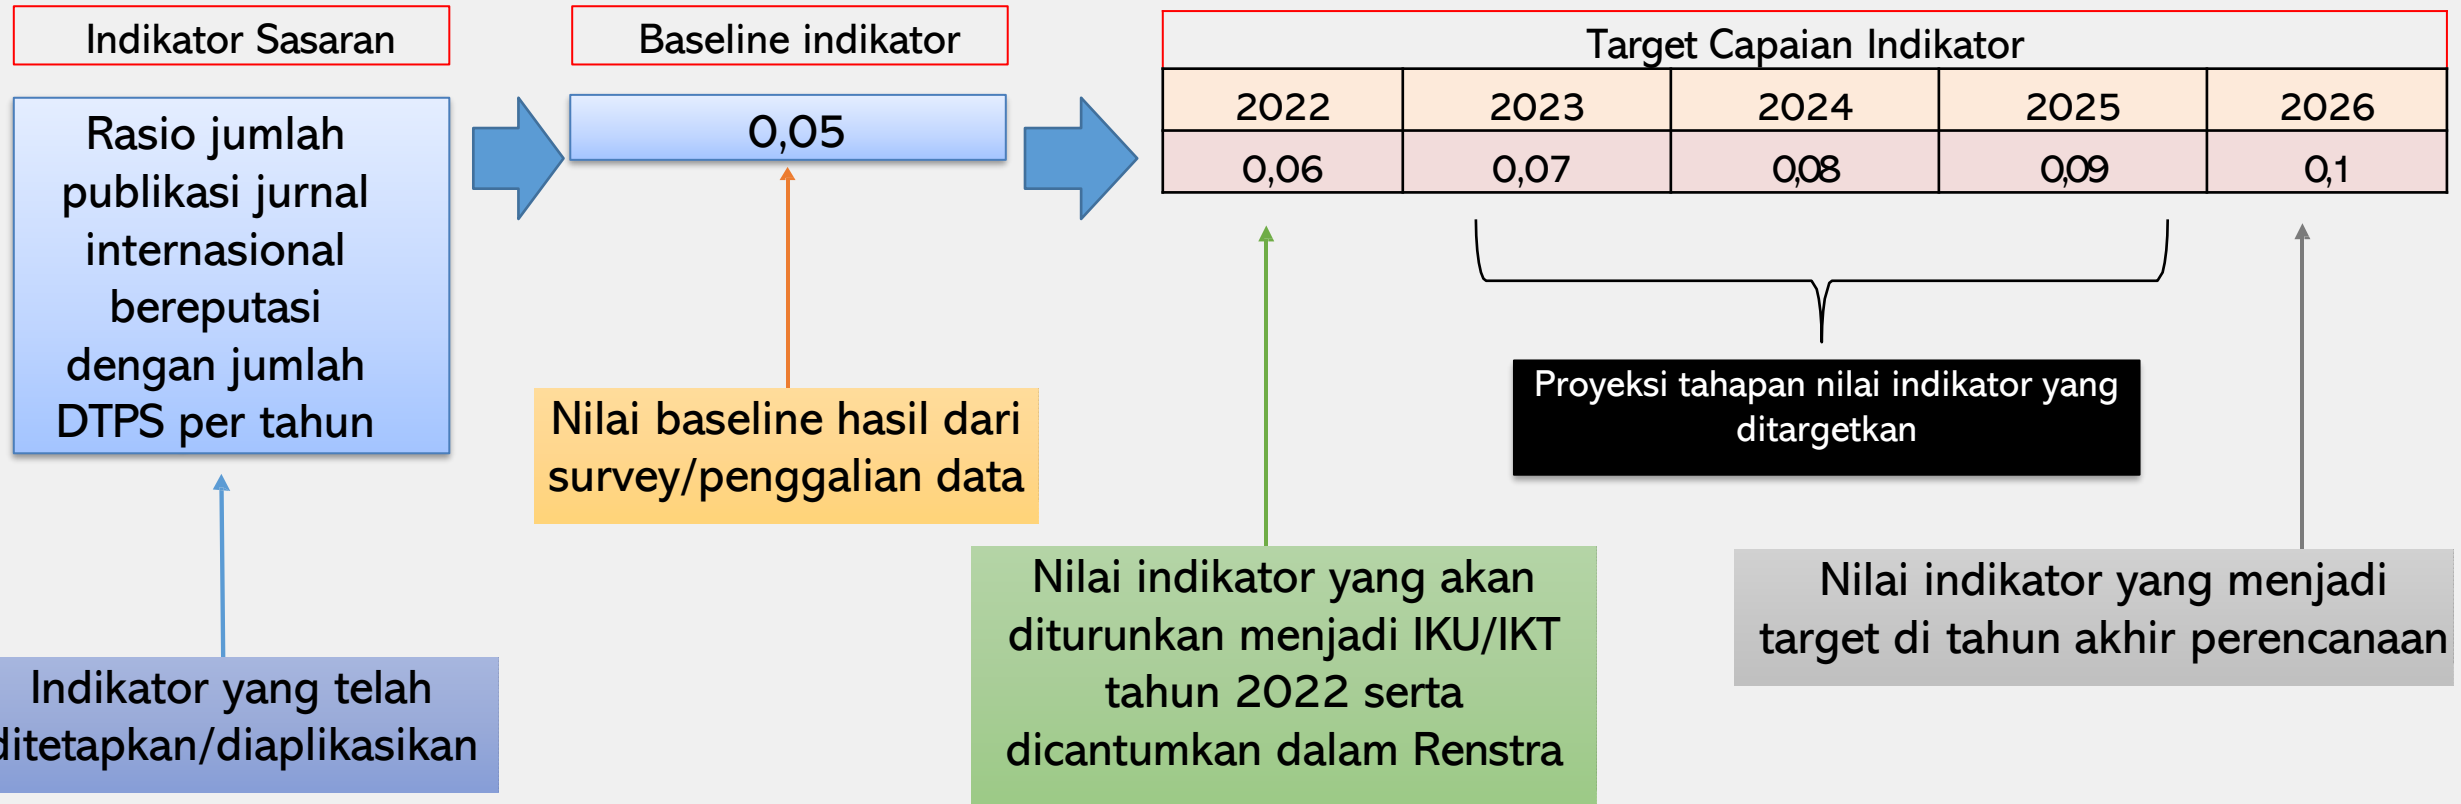 Indikator Sasaran
Baseline indikator
Target Capaian Indikator
2022 2023 2024 2025 2026
0,06 0,07 0,08 0,09 0,1
Rasio jumlah
publikasi jurnal
internasional
bereputasi
dengan jumlah
DTPS per tahun
0,05
Nilai baseline hasil dari
survey/penggalian data
Proyeksi tahapan nilai indikator yang
ditargetkan
Nilai indikator yang akan
diturunkan menjadi IKU/IKT
tahun 2022 serta
dicantumkan dalam Renstra
Nilai indikator yang menjadi
target di tahun akhir perencanaan
Indikator yang telah
ditetapkan/diaplikasikan